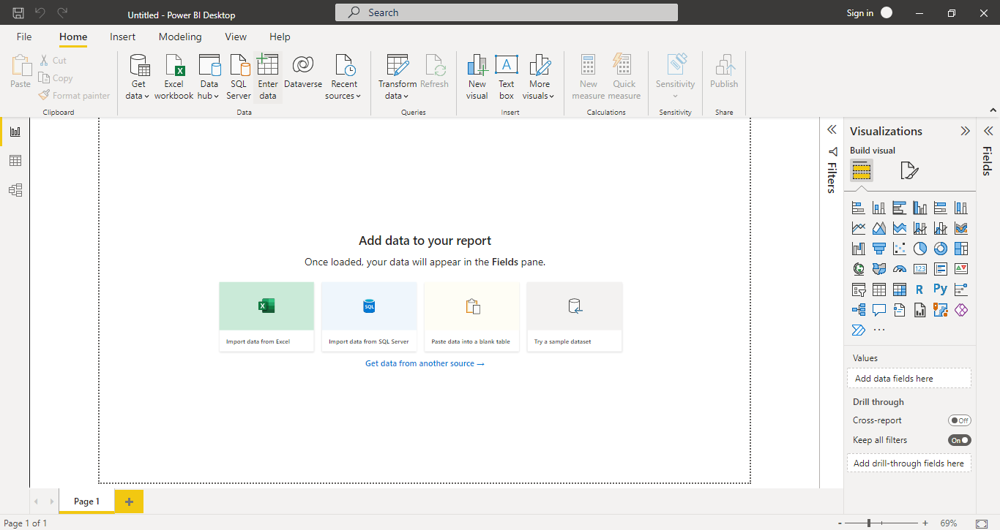 Untitled - Power BI Desktop
Search
Sign in
File Home Insert Modeling View Help
Paste
Cut
Copy
Format painter
Clipboard
Get data
Excel workbook
Data hub
SQL Server
Enter data
Dataverse
Recent sources
Data
Transform data
Refresh
Queries
New visual
Text box
More visuals
Insert
New measure
Quick measure
Calculations
Sensitivity
Sensitivity
Publish
Share
Add data to your report
Once loaded, your data will appear in the Fields pane.
SQL
Import data from Excel
Import data from SQL Server
Paste data into a blank table
Try a sample dataset
Get data from another source →
Filters
Visualizations
Build visual
123
R
Py
Values
Add data fields here
Drill through
Cross-report
Off
Keep all filters
On
Add drill-through fields here
Fields
Page 1
Page 1 of 1
- + 69%